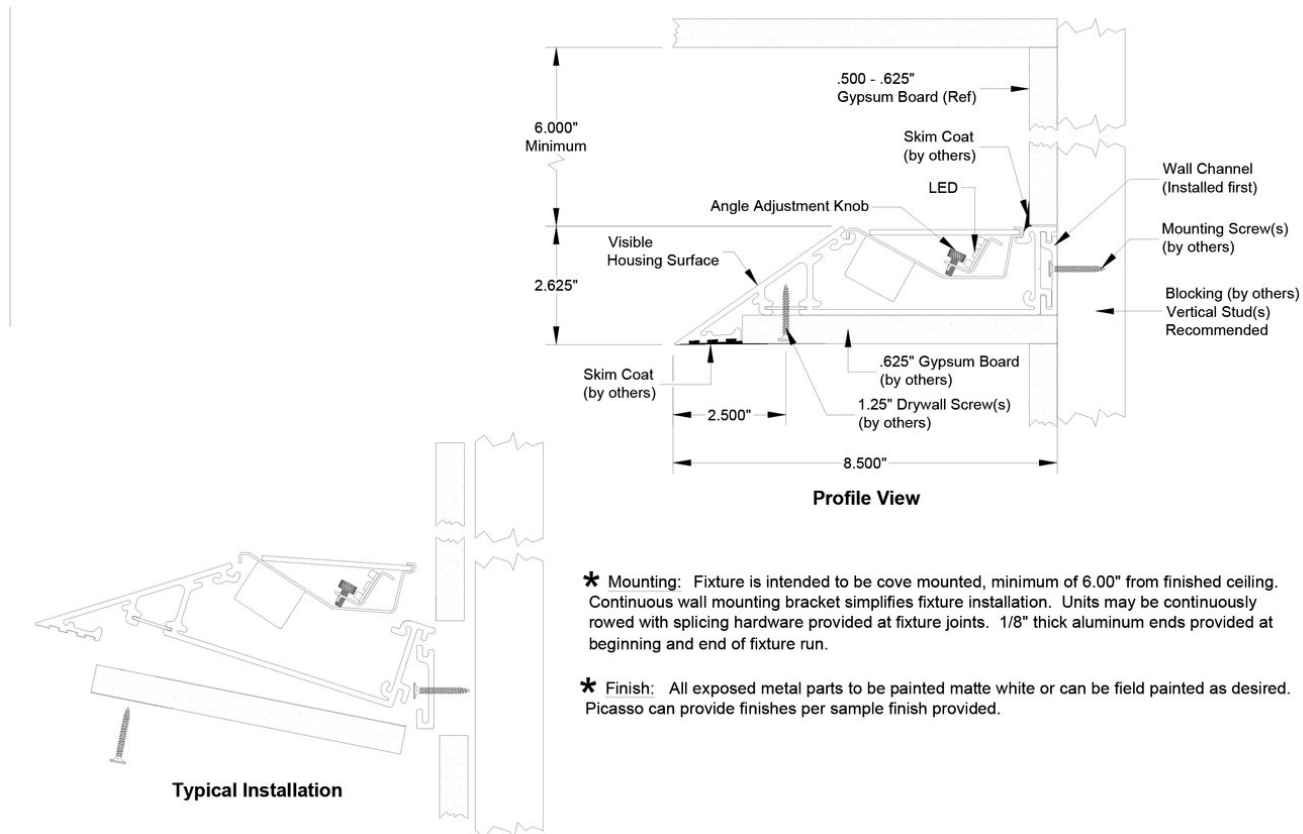 .500 - .625"
Gypsum Board (Ref)
6.000"
Minimum
Skim Coat
(by others)
Wall Channel
(Installed first)
LED
Angle Adjustment Knob
Mounting Screw(s)
(by others)
Visible
Housing Surface
2.625"
Blocking (by others)
Vertical Stud(s)
Recommended
.625" Gypsum Board
(by others)
Skim Coat
(by others)
1.25" Drywall Screw(s)
(by others)
2.500"
8.500"
Profile View
* Mounting: Fixture is intended to be cove mounted, minimum of 6.00" from finished ceiling.
Continuous wall mounting bracket simplifies fixture installation. Units may be continuously
rowed with splicing hardware provided at fixture joints. 1/8" thick aluminum ends provided at
beginning and end of fixture run.
* Finish: All exposed metal parts to be painted matte white or can be field painted as desired.
Picasso can provide finishes per sample finish provided.
Typical Installation